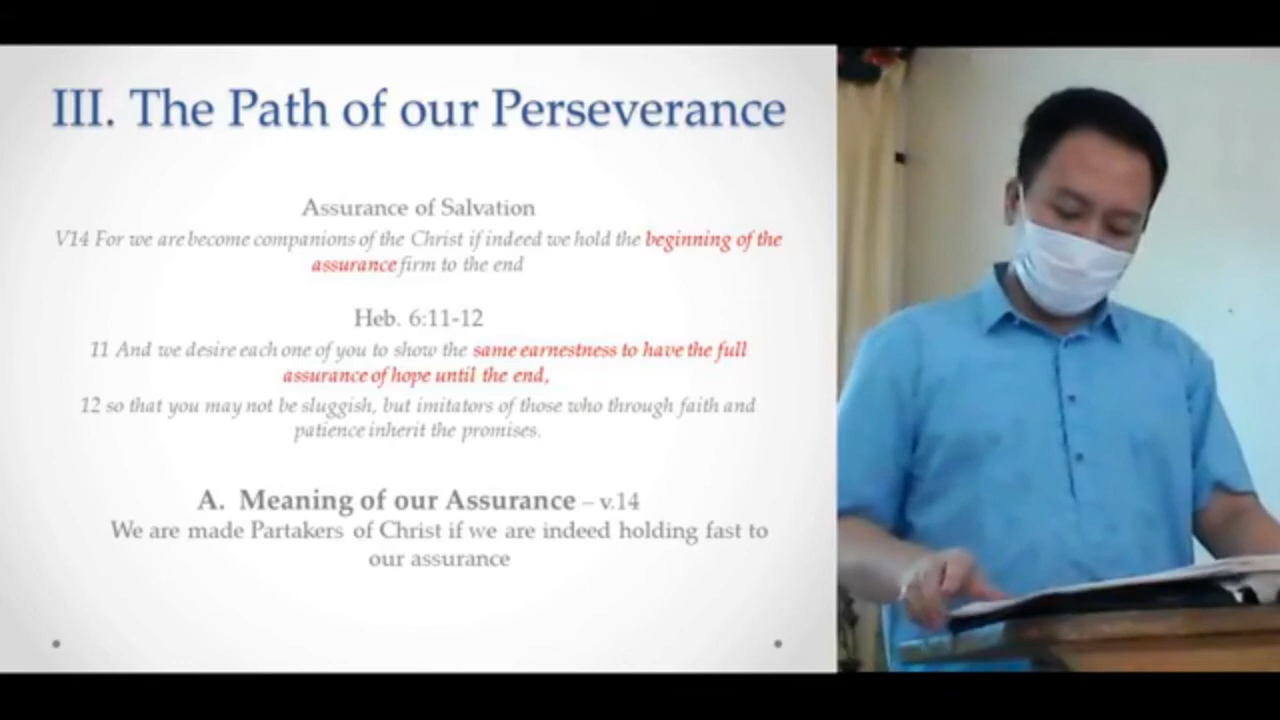 III. The Path of our Perseverance
Assurance of Salvation
V14 For we are become companions of the Christ if indeed we hold the beginning of the
assurance firm to the end
Heb. 6:11-12
11 And we desire each one of you to show the same earnestness to have the full
assurance of hope until the end,
12 so that you may not be sluggish, but imitators of those who through faith and
patience inherit the promises.
A. Meaning of our Assurance – v.14
We are made Partakers of Christ if we are indeed holding fast to
our assurance